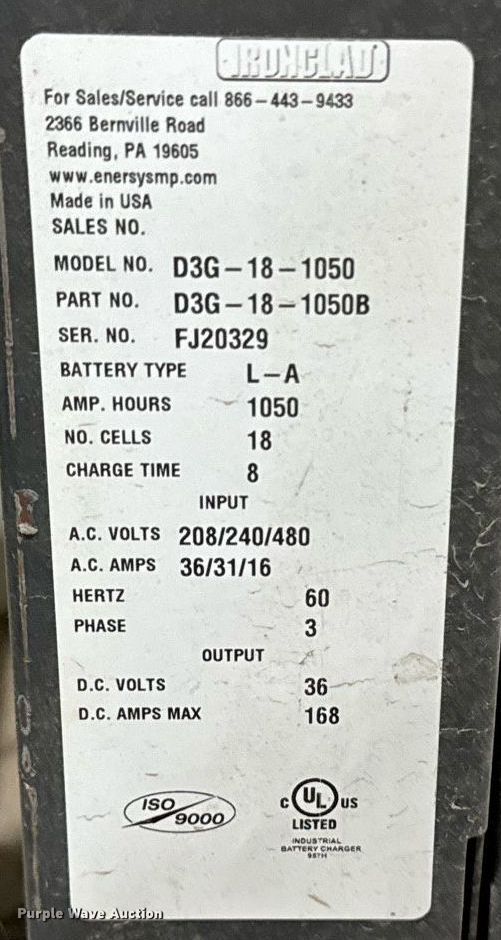 IRONCLAD
For Sales/Service call 866-443-9433
2366 Bernville Road
Reading, PA 19605
www.enersysmp.com
Made in USA
SALES NO.
MODEL NO. D3G-18-1050
PART NO. D3G-18-1050B
SER. NO. FJ20329
BATTERY TYPE L-A
AMP. HOURS 1050
NO. CELLS 18
CHARGE TIME 8
INPUT
A.C. VOLTS 208/240/480
A.C. AMPS 36/31/16
HERTZ 60
PHASE 3
OUTPUT
D.C. VOLTS 36
D.C. AMPS MAX 168
ISO 9000
C UL US
LISTED
INDUSTRIAL
BATTERY CHARGER
95TH
Purple Wave Auction